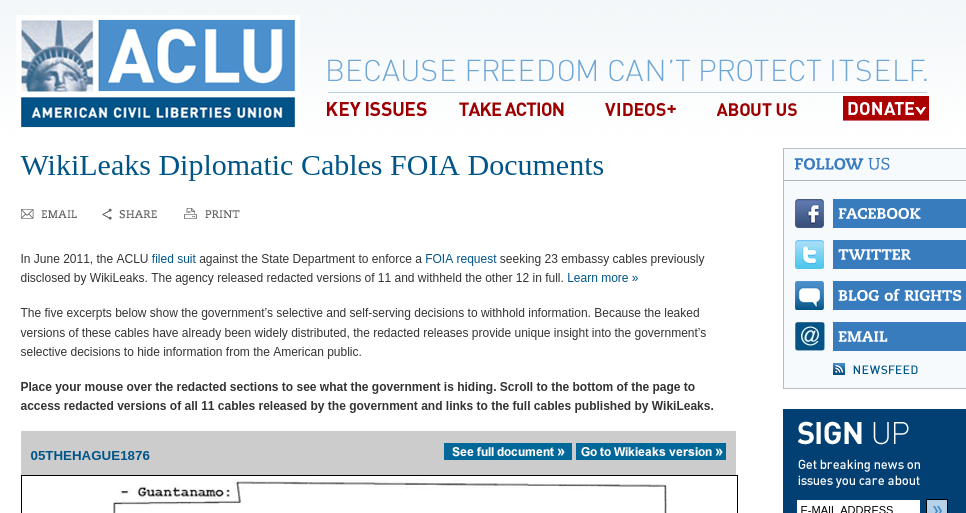 ACLU
AMERICAN CIVIL LIBERTIES UNION
BECAUSE FREEDOM CAN'T PROTECT ITSELF.
KEY ISSUES TAKE ACTION VIDEOS+ ABOUT US DONATE
WikiLeaks Diplomatic Cables FOIA Documents
EMAIL SHARE PRINT
In June 2011, the ACLU filed suit against the State Department to enforce a FOIA request seeking 23 embassy cables previously
disclosed by WikiLeaks. The agency released redacted versions of 11 and withheld the other 12 in full. Learn more »
The five excerpts below show the government's selective and self-serving decisions to withhold information. Because the leaked
versions of these cables have already been widely distributed, the redacted releases provide unique insight into the government's
selective decisions to hide information from the American public.
Place your mouse over the redacted sections to see what the government is hiding. Scroll to the bottom of the page to
access redacted versions of all 11 cables released by the government and links to the full cables published by WikiLeaks.
05THEHAGUE1876
See full document »
Go to Wikieaks version »
- Guantanamo:
FOLLOW US
f FACEBOOK
t TWITTER
BLOG of RIGHTS
@ EMAIL
NEWSFEED
SIGN UP
Get breaking news on
issues you care about
E-MAIL ADDRESS »